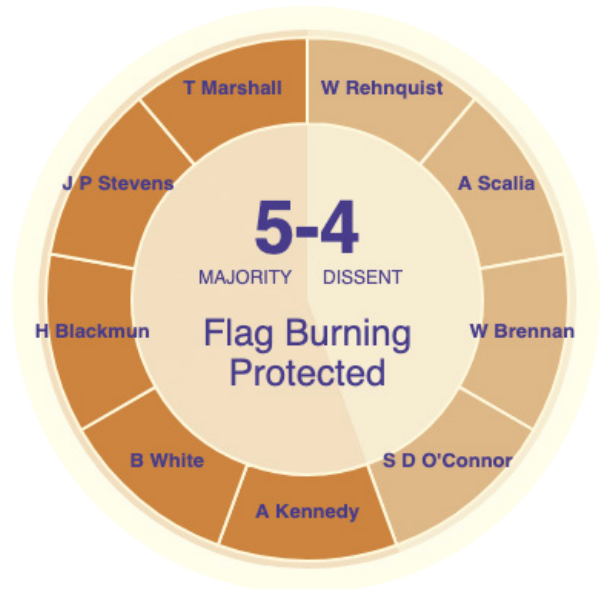 T Marshall
W Rehnquist
J P Stevens
A Scalia
5-4
MAJORITY
DISSENT
Flag Burning
Protected
H Blackmun
W Brennan
B White
S D O'Connor
A Kennedy